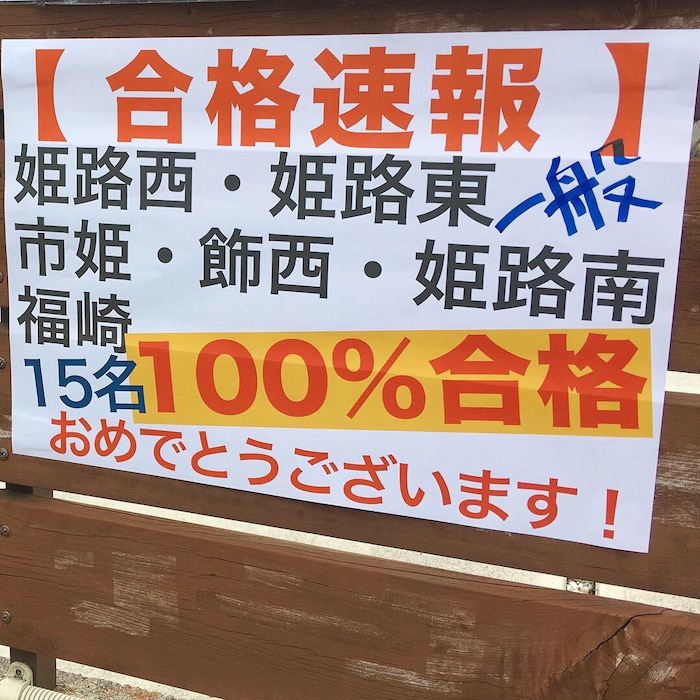 【合格速報】
姫路西・姫路東 一般
市姫・飾西・姫路南
福崎
15名100%合格
おめでとうございます！